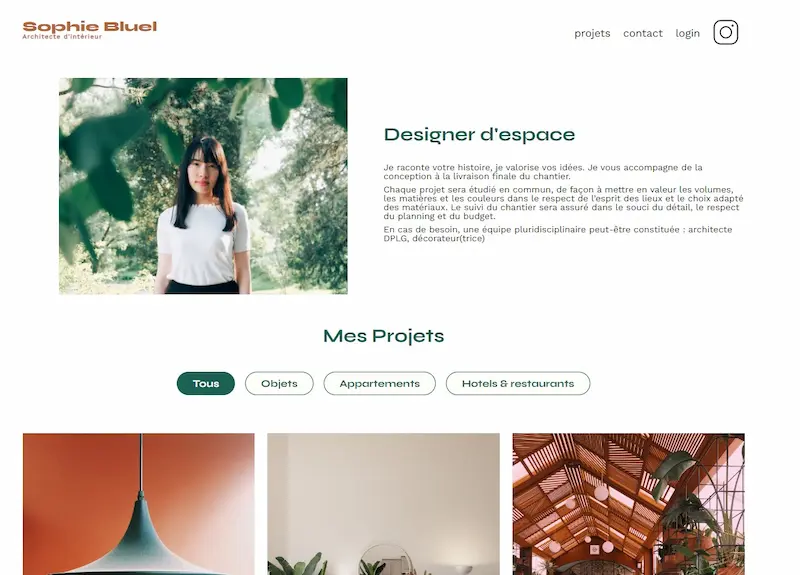 Sophie Bluel
Architecte d'intérieur
projets contact login
Designer d'espace
Je raconte votre histoire, je valorise vos idées. Je vous accompagne de la
conception à la livraison finale du chantier.
Chaque projet sera étudié en commun, de façon à mettre en valeur les volumes,
les matières et les couleurs dans le respect de l'esprit des lieux et le choix adapté
des matériaux. Le suivi du chantier sera assuré dans le souci du détail, le respect
du planning et du budget.
En cas de besoin, une équipe pluridisciplinaire peut-être constituée : architecte
DPLG, décorateur(trice)
Mes Projets
Tous Objets Appartements Hotels & restaurants